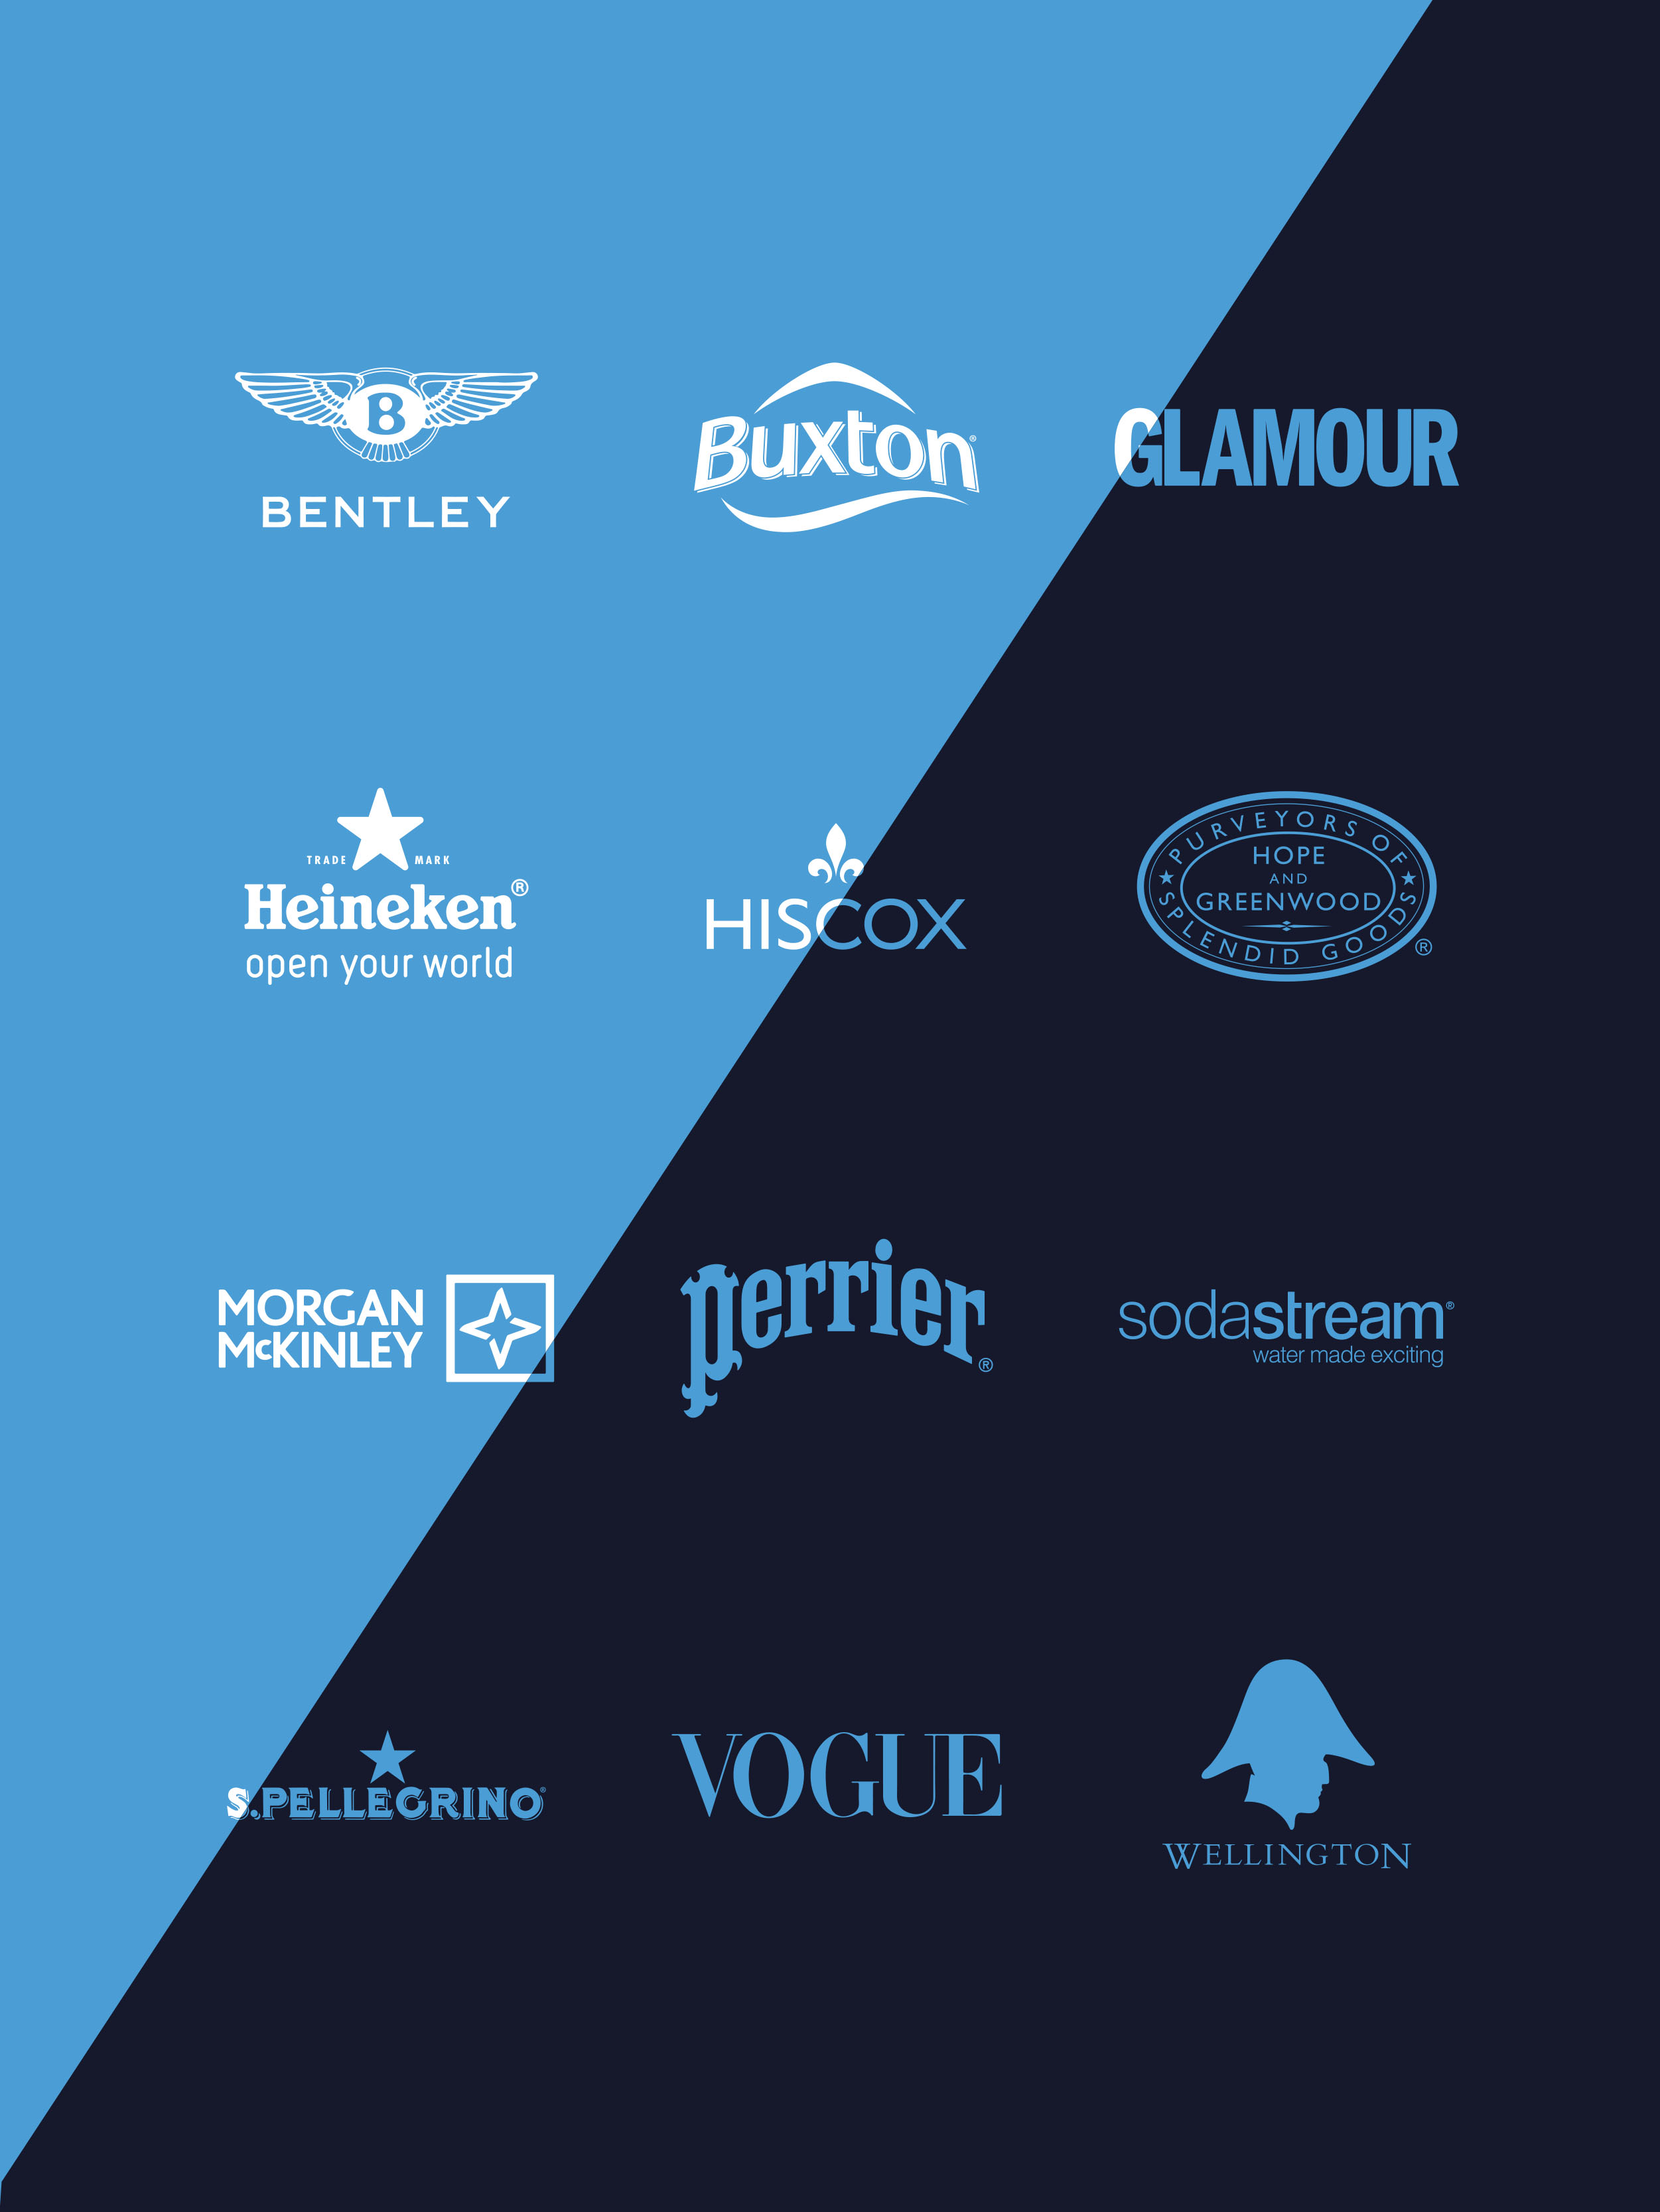 B
BENTLEY
Buxton®
GLAMOUR
TRADE MARK
Heineken®
open your world
HISCOX
PURVEYORS OF
HOPE
AND
GREENWOOD
SPLENDID GOODS
®
MORGAN
McKINLEY
perrier®
sodastream®
water made exciting
S.PELLEGRINO®
VOGUE
WELLINGTON